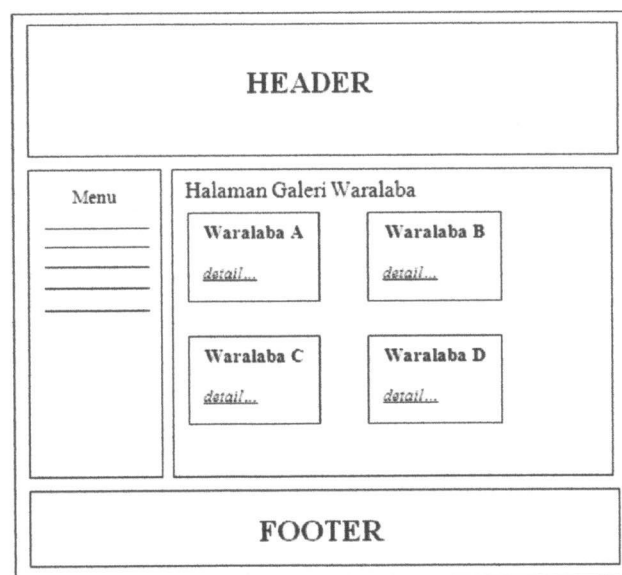 HEADER
Menu
Halaman Galeri Waralaba
Waralaba A
detail...
Waralaba B
detail...
Waralaba C
detail...
Waralaba D
detail...
FOOTER